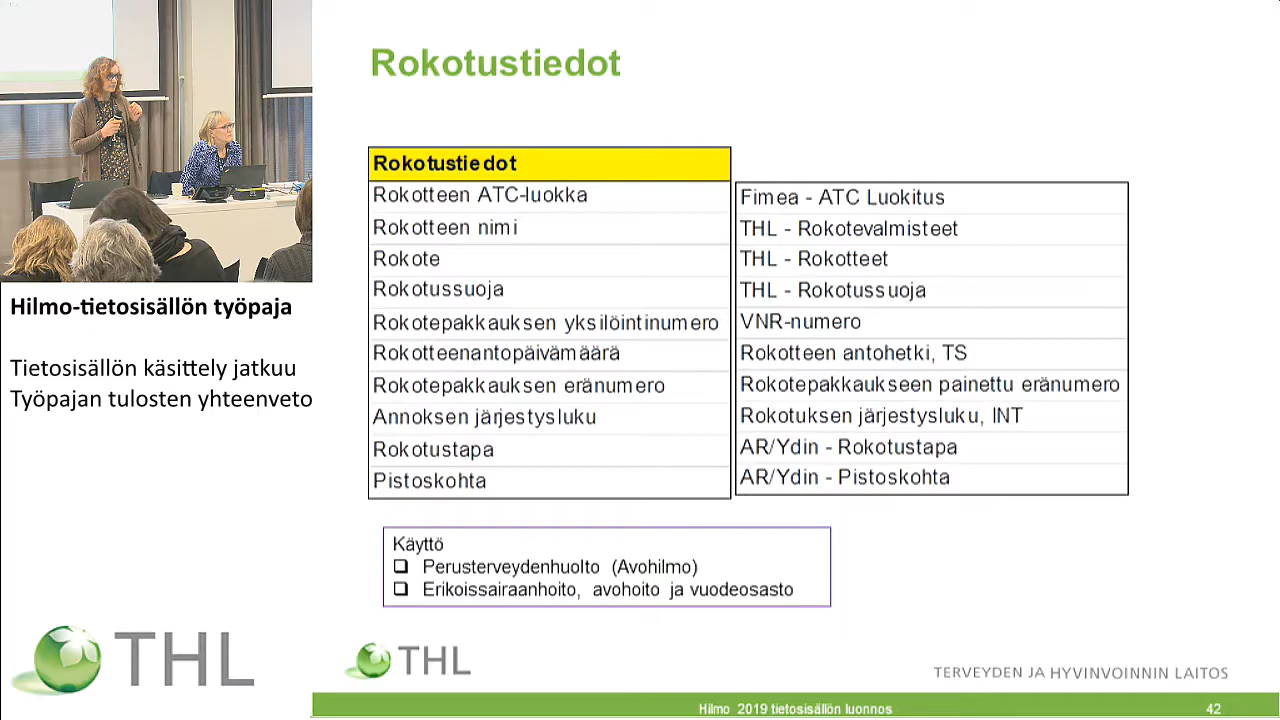 Rokotustiedot
Rokotustiedot
Rokotteen ATC-luokka
Fimea - ATC Luokitus
Rokotteen nimi
THL - Rokotevalmisteet
Rokote
THL - Rokotteet
Rokotussuoja
THL - Rokotussuoja
Rokotepakkauksen yksilöintinumero
VNR-numero
Rokotteenantopäivämäärä
Rokotteen antohetki, TS
Rokotepakkauksen eränumero
Rokotepakkaukseen painettu eränumero
Annoksen järjestysluku
Rokotuksen järjestysluku, INT
Rokotustapa
AR/Ydin - Rokotustapa
Pistoskohta
AR/Ydin - Pistoskohta
Käyttö
Perusterveydenhuolto (Avohilmo)
Erikoissairaanhoito, avohoito ja vuodeosasto
Hilmo-tietosisällön työpaja
Tietosisällön käsittely jatkuu
Työpajan tulosten yhteenveto
THL
THL
TERVEYDEN JA HYVINVOINNIN LAITOS
Hilmo 2019 tietosisällön luonnos
42